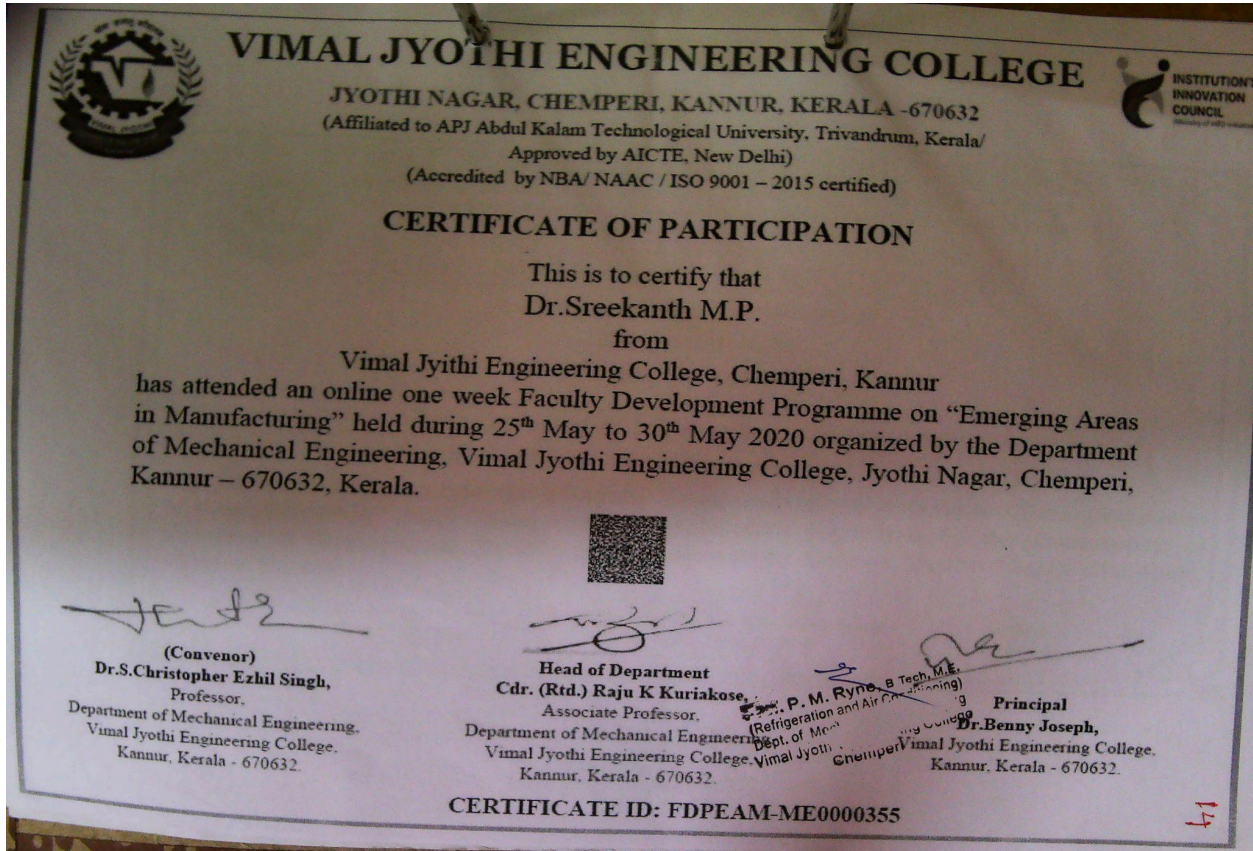 VIMAL JYOTHI ENGINEERING COLLEGE
JYOTHI NAGAR, CHEMPERI, KANNUR, KERALA -670632
(Affiliated to APJ Abdul Kalam Technological University, Trivandrum, Kerala/
Approved by AICTE, New Delhi)
(Accredited by NBA/ NAAC / ISO 9001 – 2015 certified)
INSTITUTION'S
INNOVATION
COUNCIL
VIMAL JYOTHI
CERTIFICATE OF PARTICIPATION
This is to certify that
Dr.Sreekanth M.P.
from
Vimal Jyithi Engineering College, Chemperi, Kannur
has attended an online one week Faculty Development Programme on “Emerging Areas
in Manufacturing” held during 25th May to 30th May 2020 organized by the Department
of Mechanical Engineering, Vimal Jyothi Engineering College, Jyothi Nagar, Chemperi,
Kannur – 670632, Kerala.
(Convenor)
Dr.S.Christopher Ezhil Singh,
Professor,
Department of Mechanical Engineering,
Vimal Jyothi Engineering College,
Kannur, Kerala - 670632.
Head of Department
Cdr. (Rtd.) Raju K Kuriakose,
Associate Professor,
Department of Mechanical Engineering
Vimal Jyothi Engineering College,
Kannur, Kerala - 670632.
P. M. Ryne, B Tech, M.E.
(Refrigeration and Air Conditioning)
Dept. of
Vimal Jyoth College
Chemperi
Principal
Dr.Benny Joseph,
Vimal Jyothi Engineering College,
Kannur, Kerala - 670632.
CERTIFICATE ID: FDPEAM-ME0000355
14